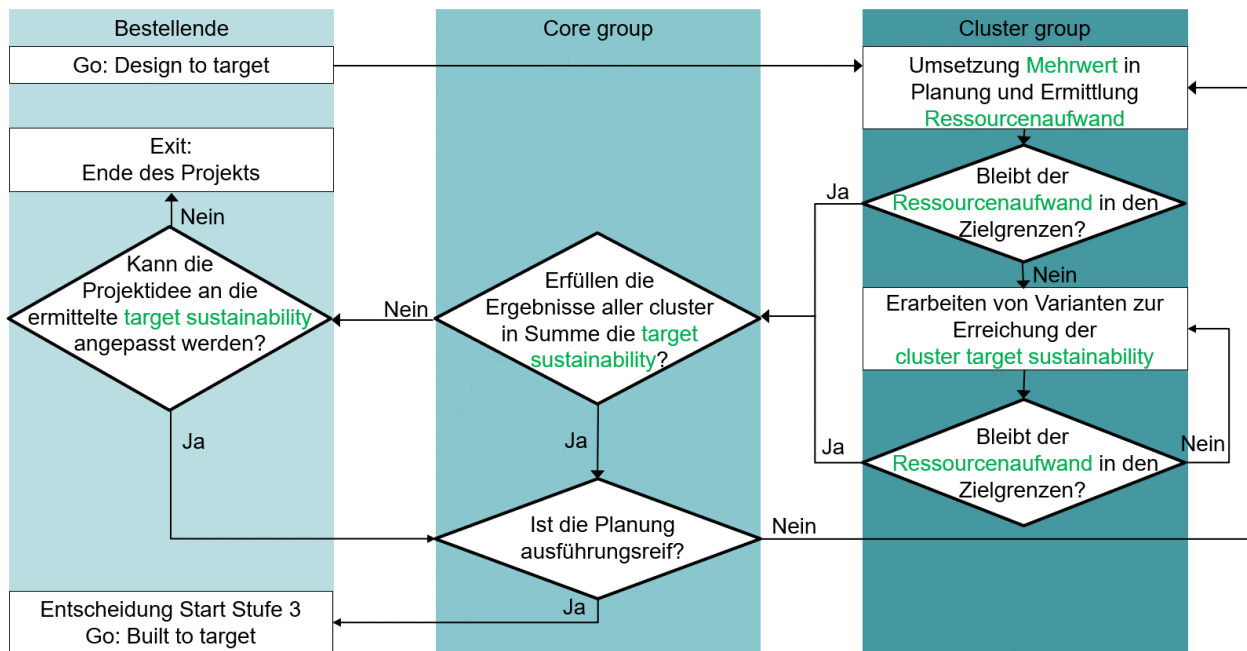 Bestellende
Core group
Cluster group
Go: Design to target
Umsetzung Mehrwert in
Planung und Ermittlung
Ressourcenaufwand
Exit:
Ende des Projekts
Nein
Kann die
Projektidee an die
ermittelte target sustainability
angepasst werden?
Ja
Nein
Erfüllen die
Ergebnisse aller cluster
in Summe die target
sustainability?
Ja
Ja
Bleibt der
Ressourcenaufwand in den
Zielgrenzen?
Nein
Erarbeiten von Varianten zur
Erreichung der
cluster target sustainability
Ja
Bleibt der
Ressourcenaufwand in den
Zielgrenzen?
Nein
Ist die Planung
ausführungsreif?
Nein
Ja
Entscheidung Start Stufe 3
Go: Built to target